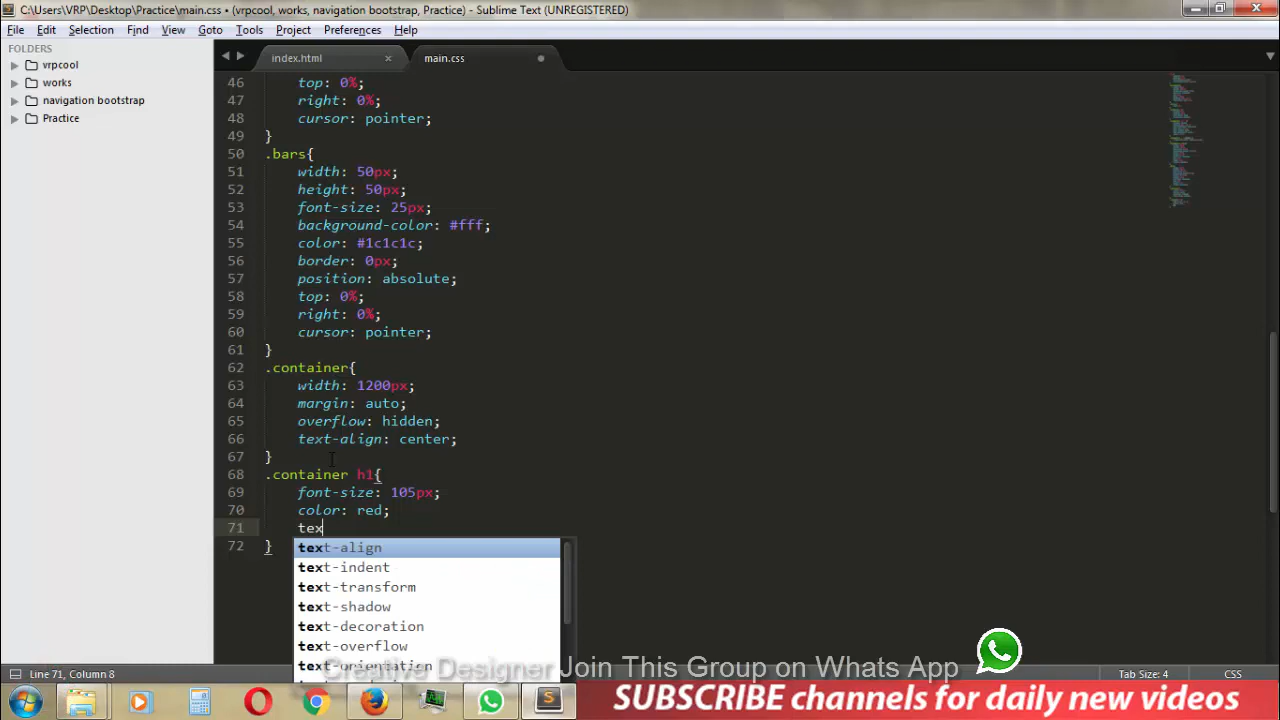 C:\Users\VRP\Desktop\Practice\main.css • (vrpcool, works, navigation bootstrap, Practice) - Sublime Text (UNREGISTERED)
File Edit Selection Find View Goto Tools Project Preferences Help
FOLDERS
vrpcool
works
navigation bootstrap
Practice
index.html
main.css
46 top: 0%;
47 right: 0%;
48 cursor: pointer;
49 }
50 .bars{
51 width: 50px;
52 height: 50px;
53 font-size: 25px;
54 background-color: #fff;
55 color: #1c1c1c;
56 border: 0px;
57 position: absolute;
58 top: 0%;
59 right: 0%;
60 cursor: pointer;
61 }
62 .container{
63 width: 1200px;
64 margin: auto;
65 overflow: hidden;
66 text-align: center;
67 }
68 .container h1{
69 font-size: 105px;
70 color: red;
71 tex
72 }
text-align
text-indent
text-transform
text-shadow
text-decoration
text-overflow
text-orientation
Creative Designer Join This Group on Whats App
Line 71, Column 8
Tab Size: 4
CSS
SUBSCRIBE channels for daily new videos